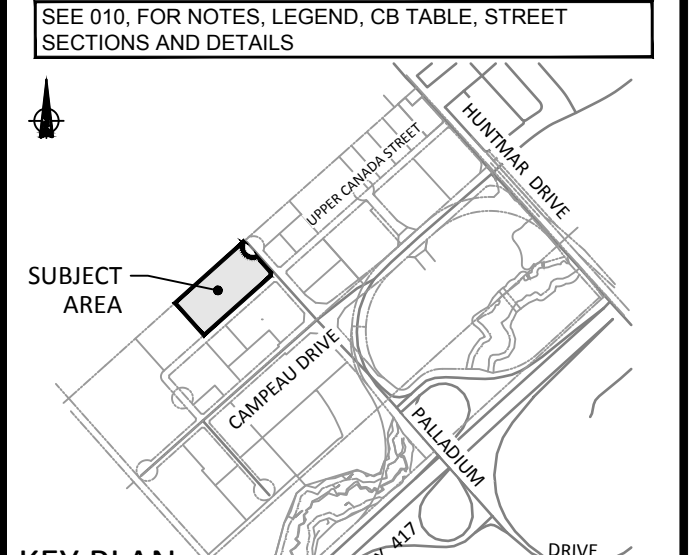 SEE 010, FOR NOTES, LEGEND, CB TABLE, STREET
SECTIONS AND DETAILS
HUNTMAR DRIVE
UPPER CANADA STREET
SUBJECT
AREA
CAMPEAU DRIVE
PALLADIUM
417
DRIVE
KEY PLAN